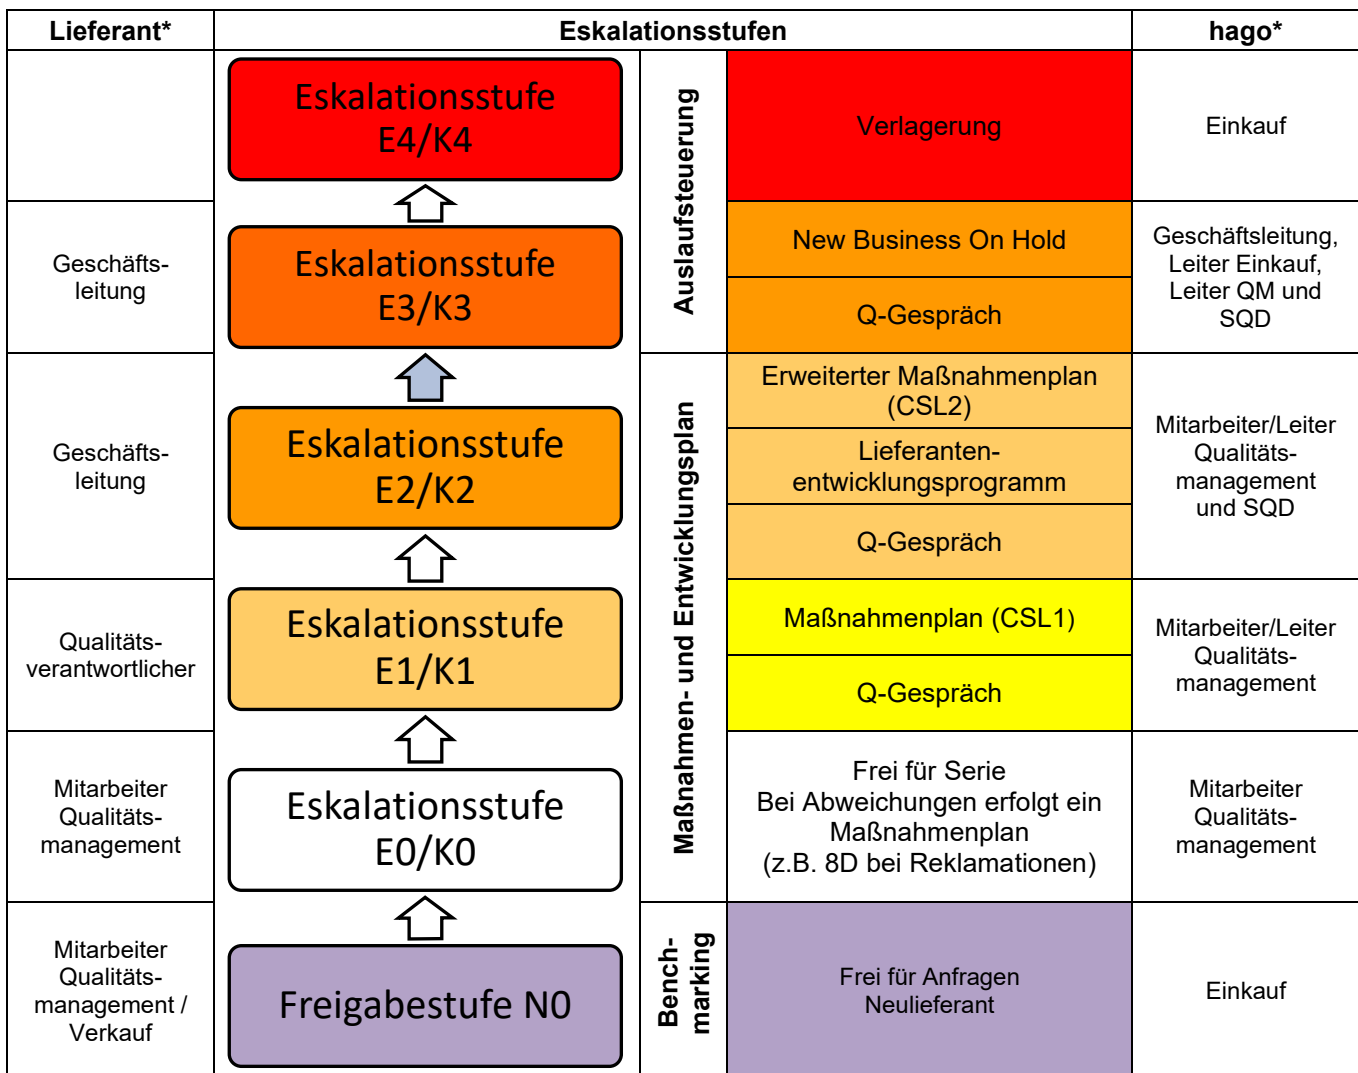 Lieferant*
Eskalationsstufen
hago*
Eskalationsstufe
E4/K4
Auslaufsteuerung
Verlagerung
Einkauf
Geschäfts-
leitung
Eskalationsstufe
E3/K3
New Business On Hold
Q-Gespräch
Geschäftsleitung,
Leiter Einkauf,
Leiter QM und
SQD
Geschäfts-
leitung
Eskalationsstufe
E2/K2
Maßnahmen- und Entwicklungsplan
Erweiterter Maßnahmenplan
(CSL2)
Lieferanten-
entwicklungsprogramm
Q-Gespräch
Mitarbeiter/Leiter
Qualitäts-
management
und SQD
Qualitäts-
verantwortlicher
Eskalationsstufe
E1/K1
Maßnahmenplan (CSL1)
Q-Gespräch
Mitarbeiter/Leiter
Qualitäts-
management
Mitarbeiter
Qualitäts-
management
Eskalationsstufe
E0/K0
Frei für Serie
Bei Abweichungen erfolgt ein
Maßnahmenplan
(z.B. 8D bei Reklamationen)
Mitarbeiter
Qualitäts-
management
Mitarbeiter
Qualitäts-
management /
Verkauf
Freigabestufe N0
Bench-
marking
Frei für Anfragen
Neulieferant
Einkauf